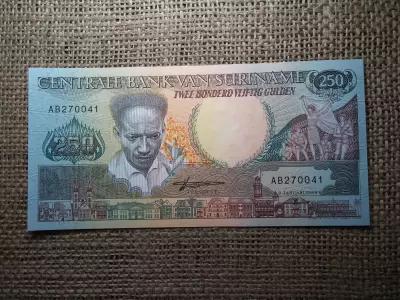 CENTRALE BANK VAN SURINAME
250
TWEE HONDERD VIJFTIG GULDEN
AB270041
250
AB270041